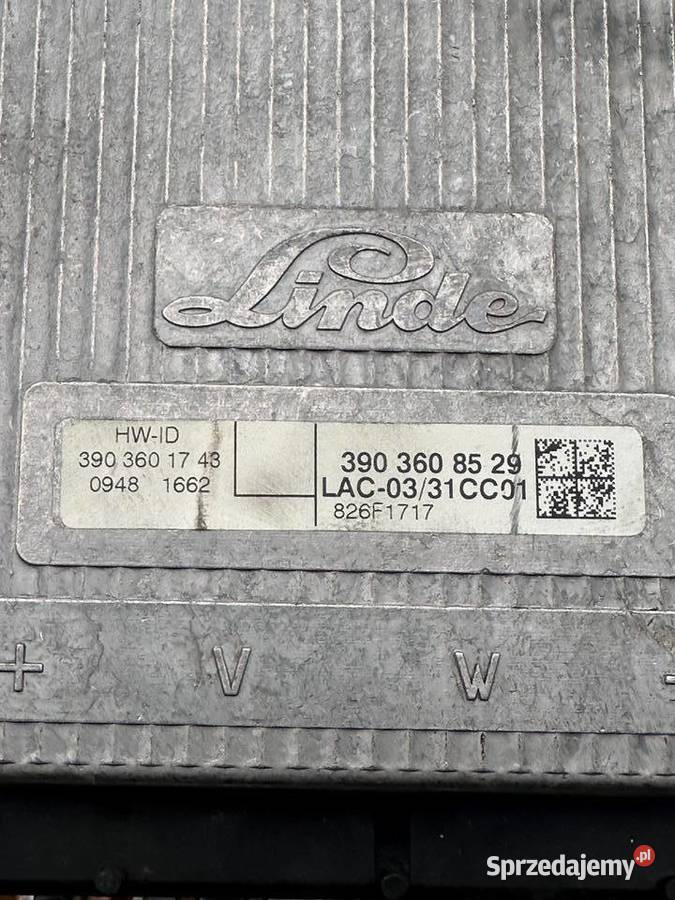 Linde
HW-ID
390 360 17 43
0948 1662
390 360 85 29
LAC-03/31CC01
826F1717
+ V W -
Sprzedajemy.pl